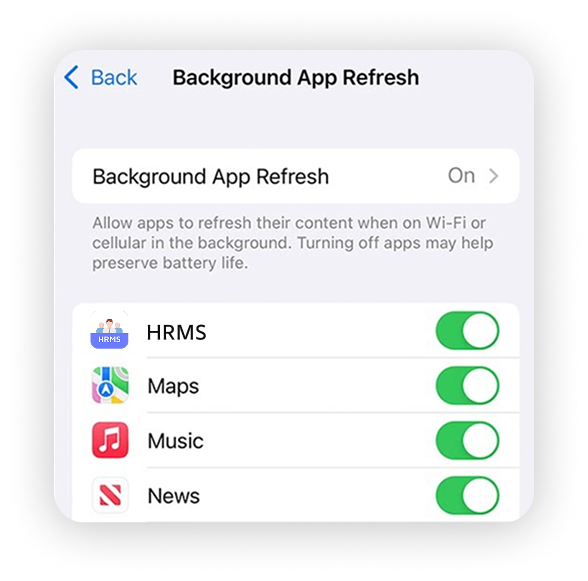 Back Background App Refresh
Background App Refresh On
Allow apps to refresh their content when on Wi-Fi or
cellular in the background. Turning off apps may help
preserve battery life.
HRMS HRMS
Maps
Music
News